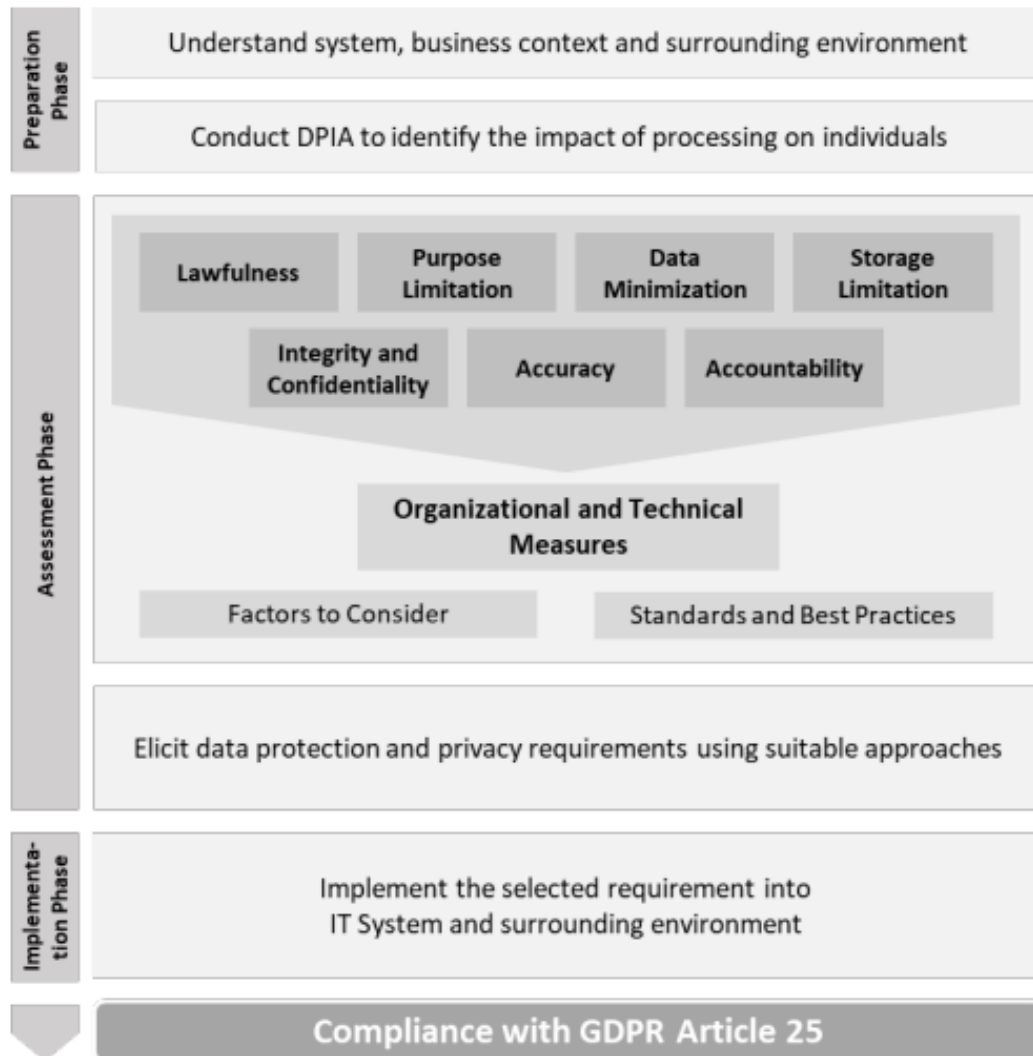 Preparation
Phase
Understand system, business context and surrounding environment
Conduct DPIA to identify the impact of processing on individuals
Assessment Phase
Lawfulness
Purpose
Limitation
Data
Minimization
Storage
Limitation
Integrity and
Confidentiality
Accuracy
Accountability
Organizational and Technical
Measures
Factors to Consider
Standards and Best Practices
Elicit data protection and privacy requirements using suitable approaches
Implementa-
tion Phase
Implement the selected requirement into
IT System and surrounding environment
Compliance with GDPR Article 25